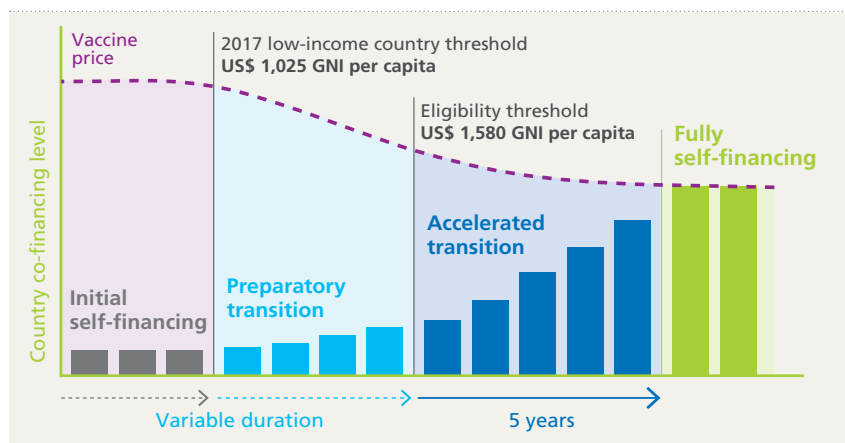 Vaccine
price
2017 low-income country threshold
US$ 1,025 GNI per capita
Eligibility threshold
US$ 1,580 GNI per capita
Fully
self-financing
Accelerated
transition
Preparatory
transition
Initial
self-financing
Country co-financing level
Variable duration
5 years